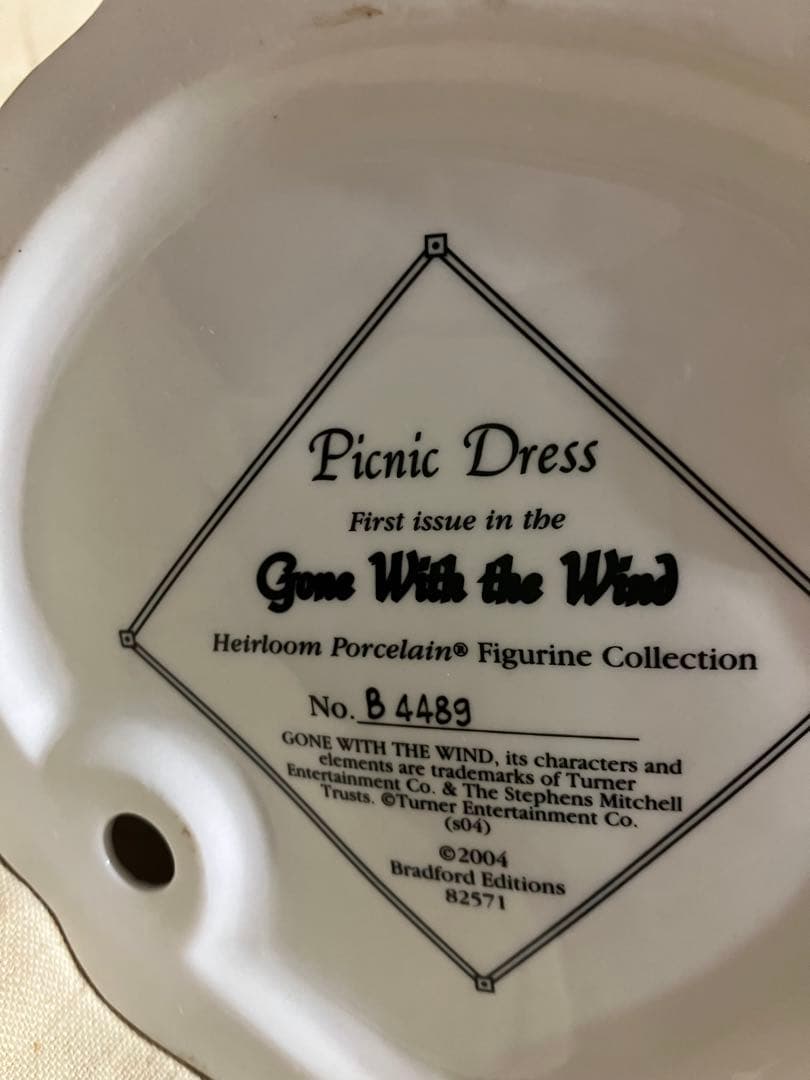 Picnic Dress
First issue in the
Gone With the Wind
Heirloom Porcelain® Figurine Collection
No. B 4489
GONE WITH THE WIND, its characters and
elements are trademarks of Turner
Entertainment Co. & The Stephens Mitchell
Trusts. ©Turner Entertainment Co.
(s04)
©2004
Bradford Editions
82571